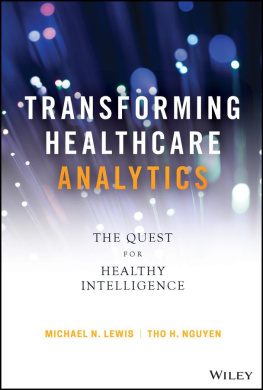 TRANSFORMING
HEALTHCARE
ANALYTICS
THE QUEST
FOR
HEALTHY
INTELLIGENCE
MICHAEL N. LEWIS | THO H. NGUYEN
WILEY